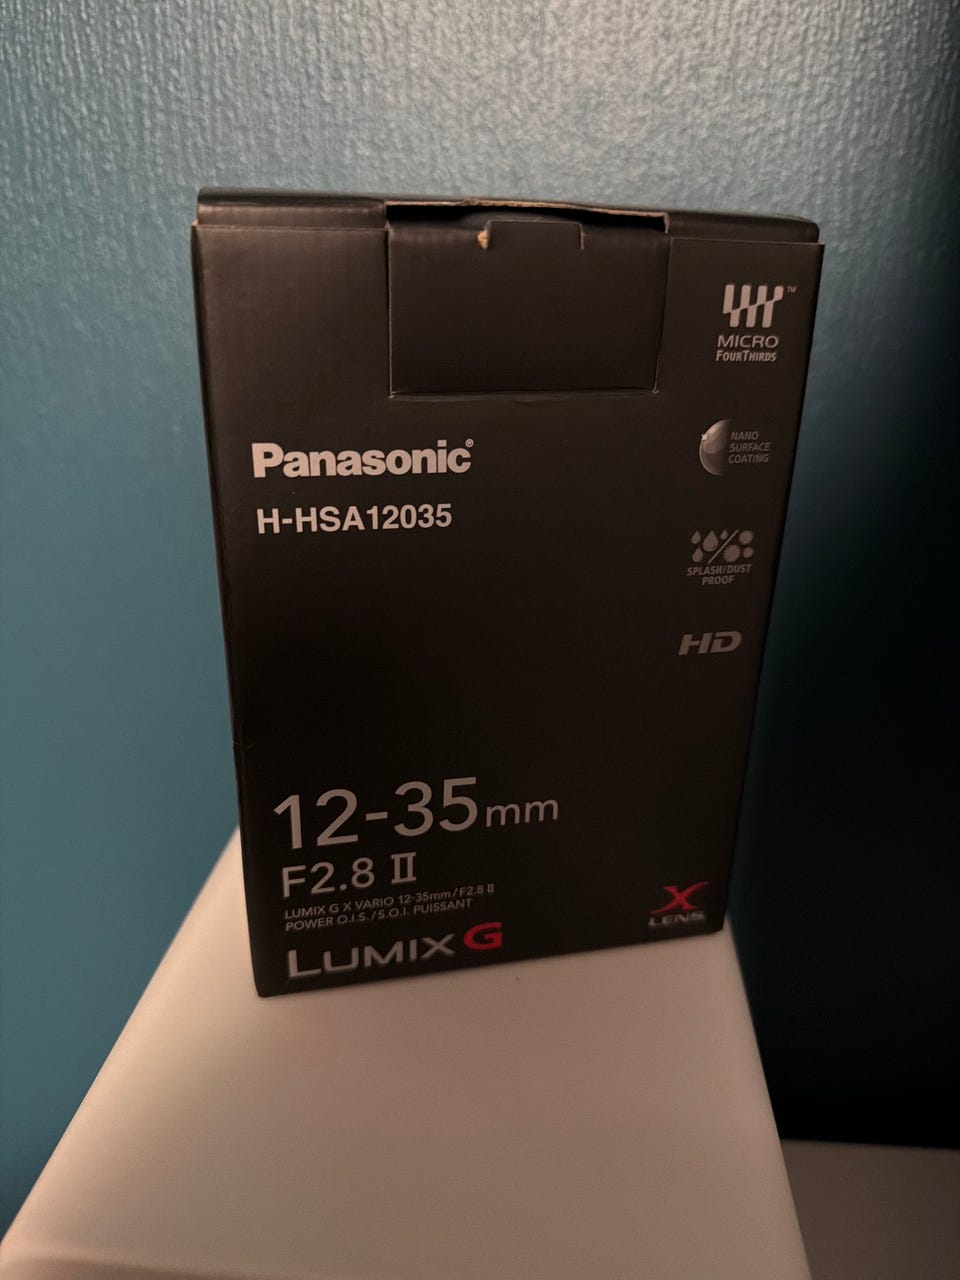 Panasonic®
H-HSA12035
MICRO
FOURTHIRDS
TM
NANO
SURFACE
COATING
SPLASH/DUST
PROOF
HD
12-35mm
F2.8 II
LUMIX G X VARIO 12-35mm/F2.8 II
POWER O.I.S./S.O.I. PUISSANT
LUMIX G
X
LENS